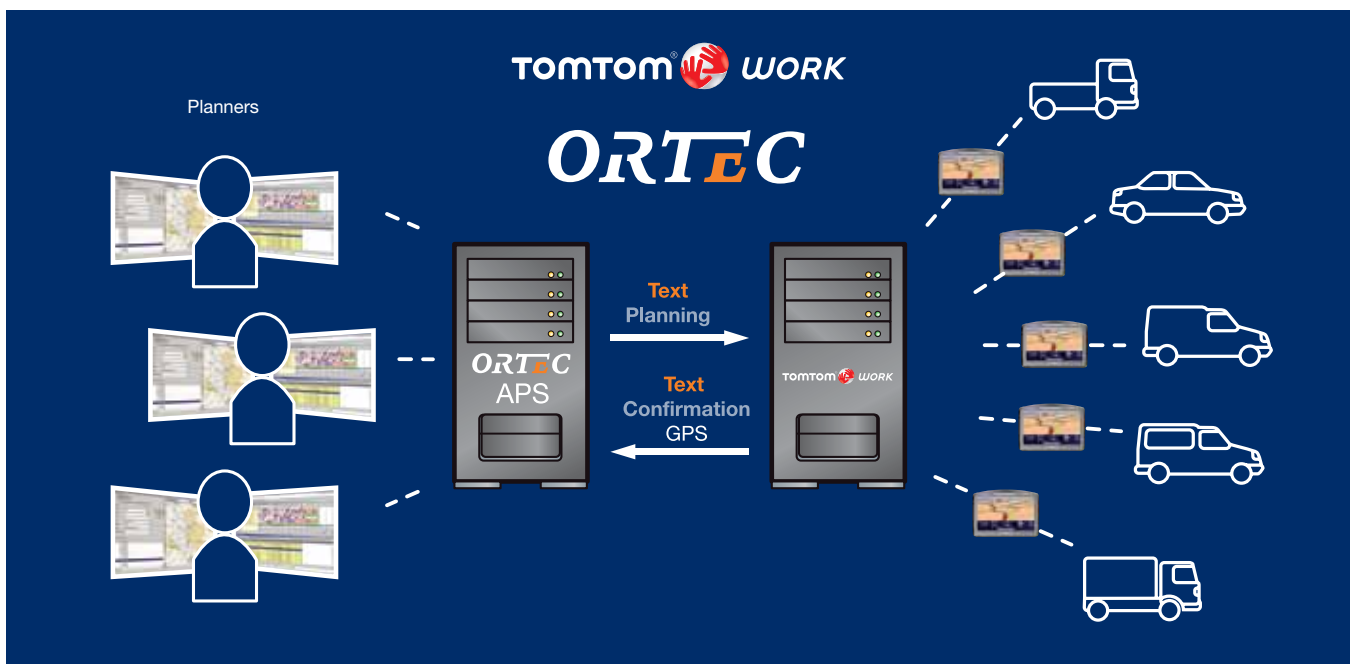 TOMTOM® WORK
Planners
ORTEC
Text
Planning
ORTEC
APS
Text
Confirmation
GPS
TOMTOM WORK